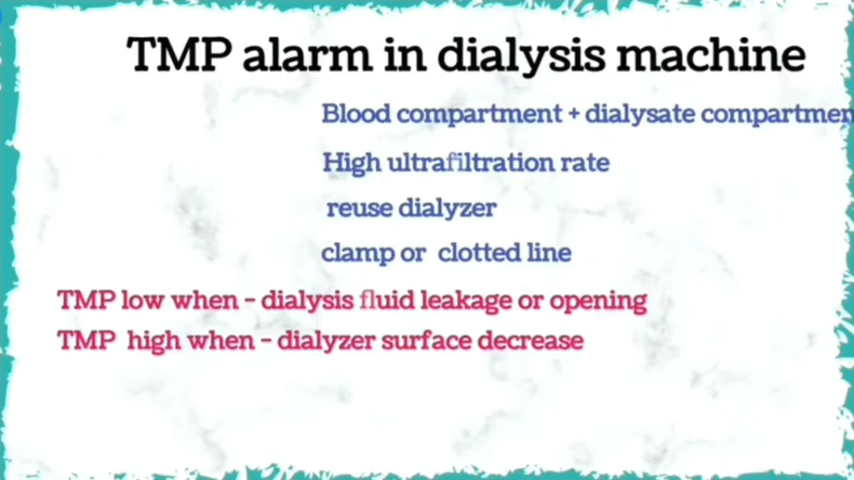 TMP alarm in dialysis machine
Blood compartment + dialysate compartmen
High ultrafiltration rate
reuse dialyzer
clamp or clotted line
TMP low when - dialysis fluid leakage or opening
TMP high when - dialyzer surface decrease